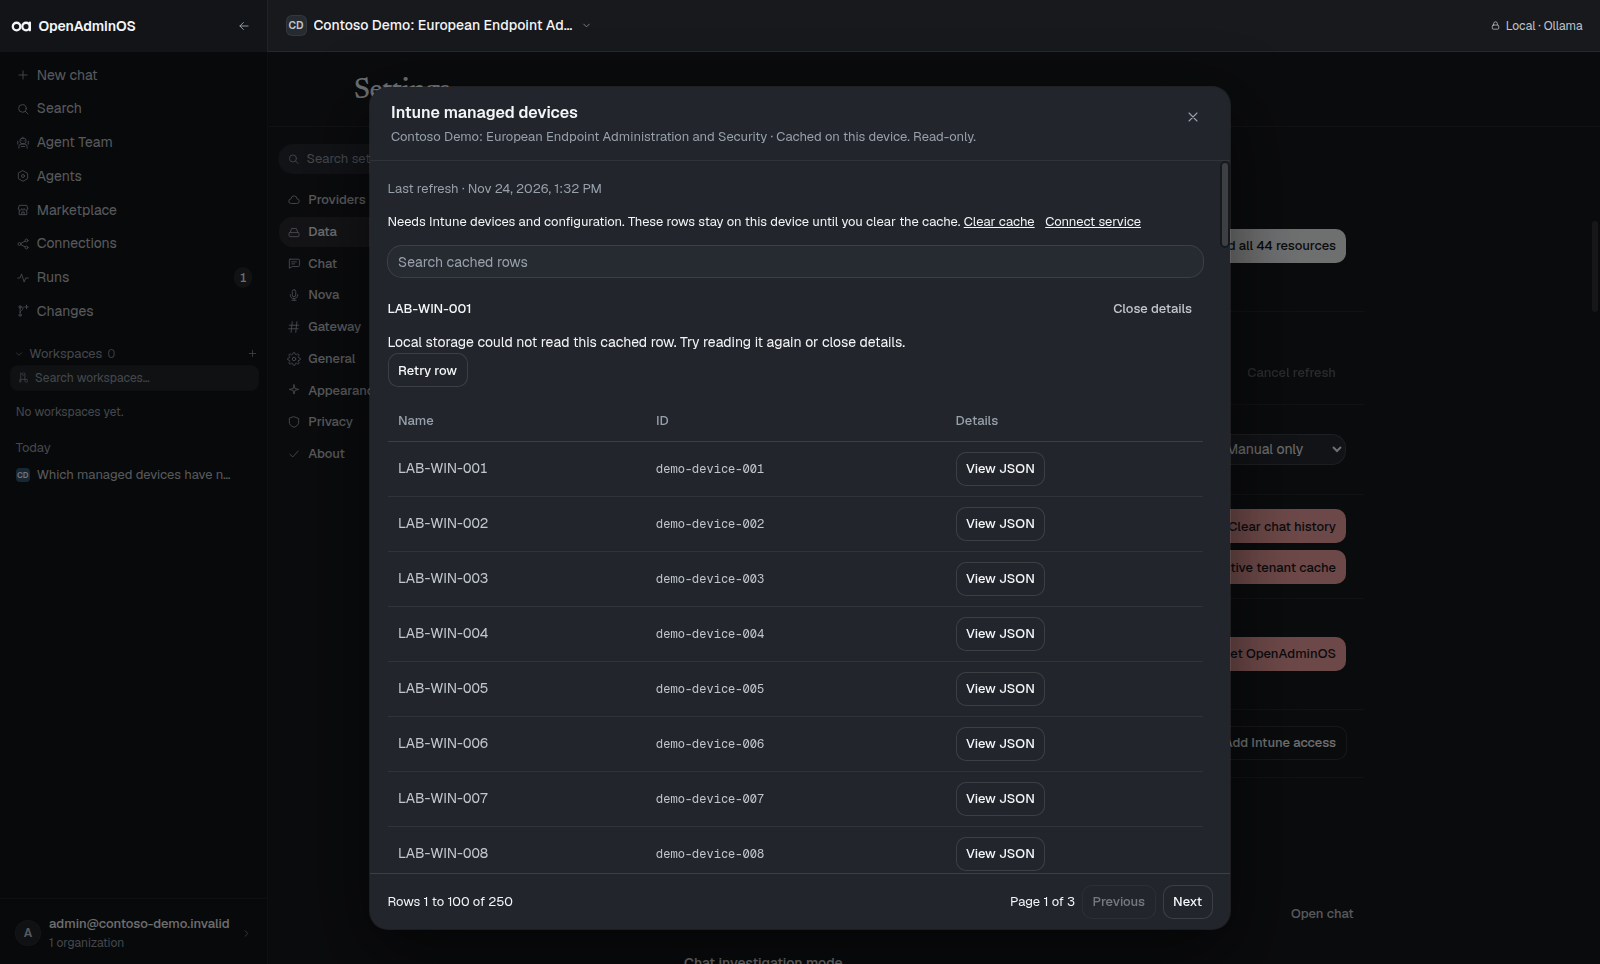 OpenAdminOS
CD Contoso Demo: European Endpoint Ad...
Local · Ollama
New chat
Search
Agent Team
Agents
Marketplace
Connections
Runs 1
Changes
Workspaces 0
Search workspaces...
No workspaces yet.
Today
CD Which managed devices have n...
A admin@contoso-demo.invalid
1 organization
Settings
Search set
Providers
Data
Chat
Nova
Gateway
General
Appearan
Privacy
About
Intune managed devices
Contoso Demo: European Endpoint Administration and Security · Cached on this device. Read-only.
Last refresh · Nov 24, 2026, 1:32 PM
Needs Intune devices and configuration. These rows stay on this device until you clear the cache. Clear cache Connect service
Search cached rows
LAB-WIN-001 Close details
Local storage could not read this cached row. Try reading it again or close details.
Retry row
Name ID Details
LAB-WIN-001 demo-device-001 View JSON
LAB-WIN-002 demo-device-002 View JSON
LAB-WIN-003 demo-device-003 View JSON
LAB-WIN-004 demo-device-004 View JSON
LAB-WIN-005 demo-device-005 View JSON
LAB-WIN-006 demo-device-006 View JSON
LAB-WIN-007 demo-device-007 View JSON
LAB-WIN-008 demo-device-008 View JSON
Rows 1 to 100 of 250 Page 1 of 3 Previous Next
all 44 resources
Cancel refresh
Manual only
Clear chat history
tive tenant cache
et OpenAdminOS
Add Intune access
Open chat
Chat investigation mode